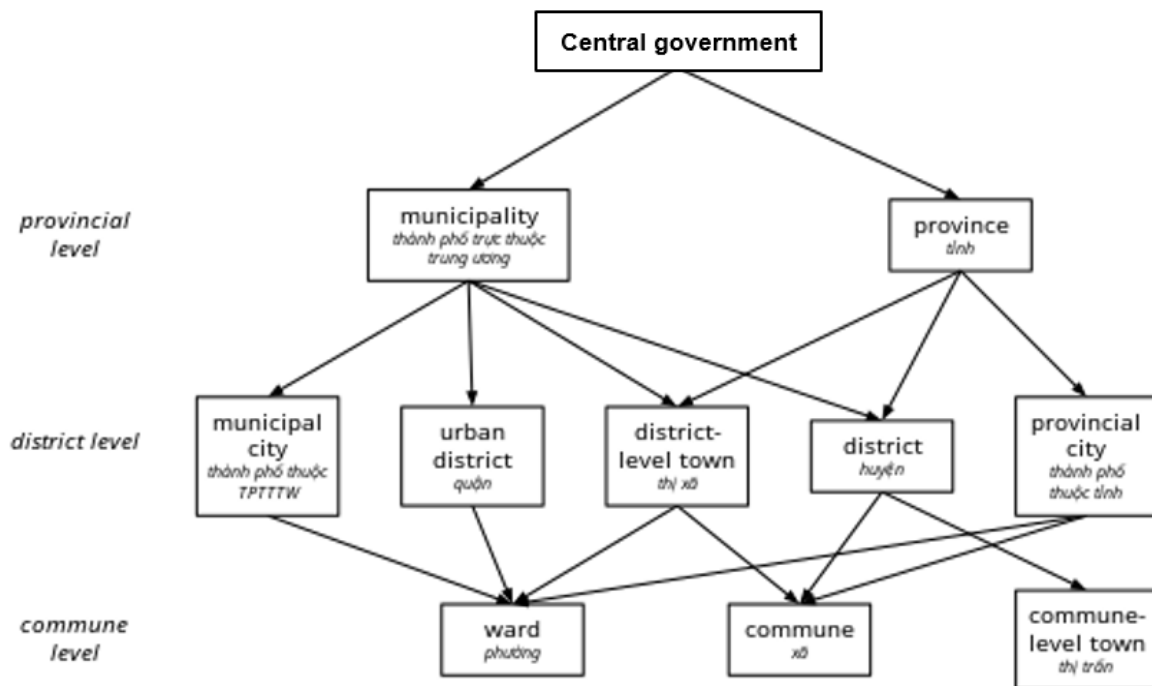 Central government
provincial
level
municipality
thành phố trực thuộc
trung ương
province
tỉnh
district level
municipal
city
thành phố thuộc
TPTTTW
urban
district
quận
district-
level town
thị xã
district
huyện
provincial
city
thành phố
thuộc tỉnh
commune
level
ward
phường
commune
xã
commune-
level town
thị trấn